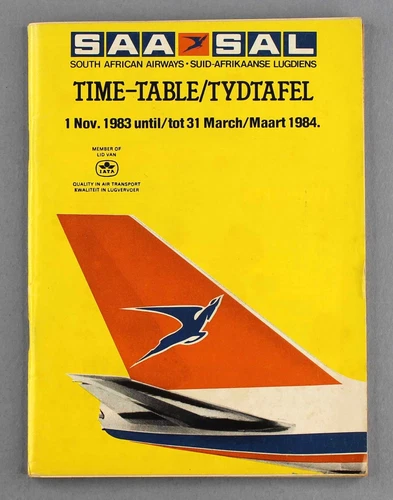 SAA SAL
SOUTH AFRICAN AIRWAYS • SUID-AFRIKAANSE LUGDIENS
TIME-TABLE/TYDTAFEL
1 Nov. 1983 until/tot 31 March/Maart 1984.
MEMBER OF
LID VAN
IATA
QUALITY IN AIR TRANSPORT
KWALITEIT IN LUGVERVOER